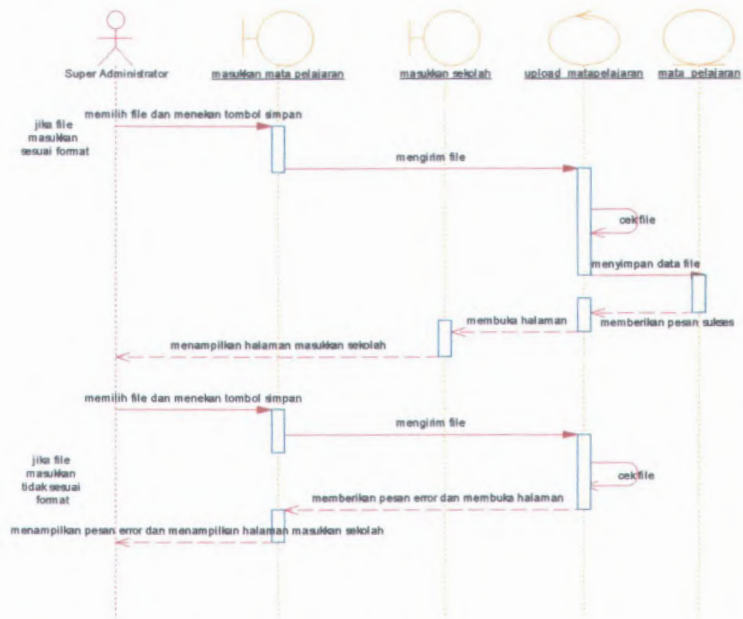 Super Administrator
masukkan mata pelajaran
masukkan sekolah
upload matapelajaran
mata pelajaran
memilih file dan menekan tombol simpan
jika file
masukkan
sesuai format
mengirim file
cek file
menyimpan data file
membuka halaman
memberikan pesan sukses
menampilkan halaman masukkan sekolah
memilih file dan menekan tombol simpan
mengirim file
jika file
masukkan
tidak sesuai
format
cek file
memberikan pesan error dan membuka halaman
menampilkan pesan error dan menampilkan halaman masukkan sekolah